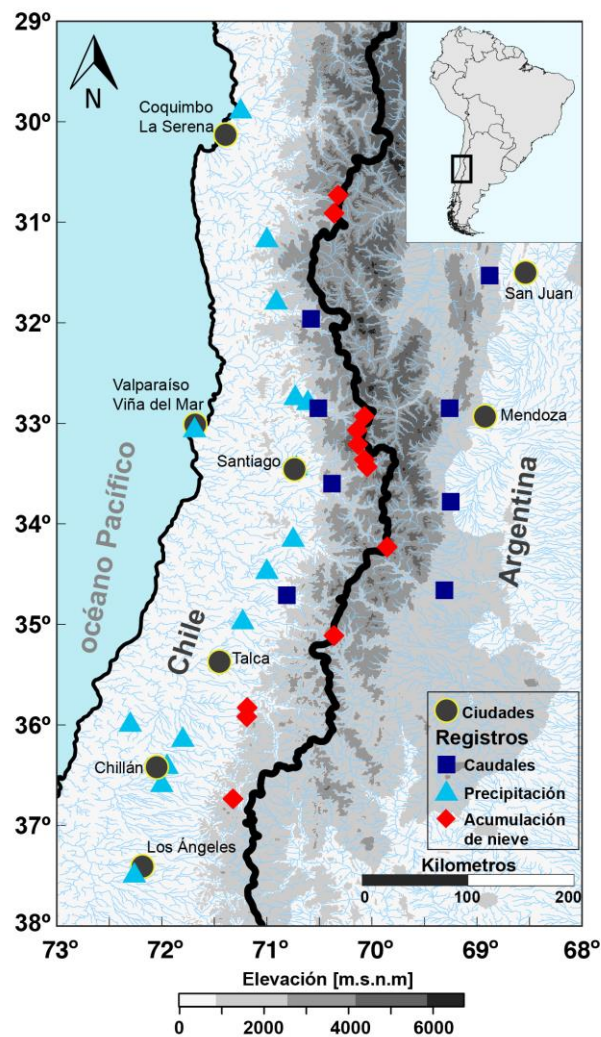 29º
30º
31º
32º
33º
34º
35º
36º
37º
38º
N
Coquimbo
La Serena
San Juan
Valparaíso
Viña del Mar
Mendoza
Santiago
océano Pacífico
Argentina
Chile
Talca
Chillán
Los Ángeles
Ciudades
Registros
Caudales
Precipitación
Acumulación
de nieve
Kilometros
0 100 200
73º 72º 71º 70º 69º 68º
Elevación [m.s.n.m]
0 2000 4000 6000